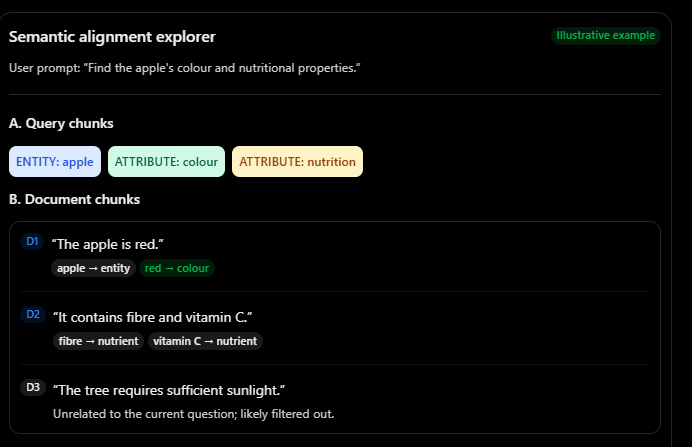 Semantic alignment explorer
Illustrative example
User prompt: “Find the apple's colour and nutritional properties.”
A. Query chunks
ENTITY: apple
ATTRIBUTE: colour
ATTRIBUTE: nutrition
B. Document chunks
D1 “The apple is red.”
apple → entity red → colour
D2 “It contains fibre and vitamin C.”
fibre → nutrient vitamin C → nutrient
D3 “The tree requires sufficient sunlight.”
Unrelated to the current question; likely filtered out.